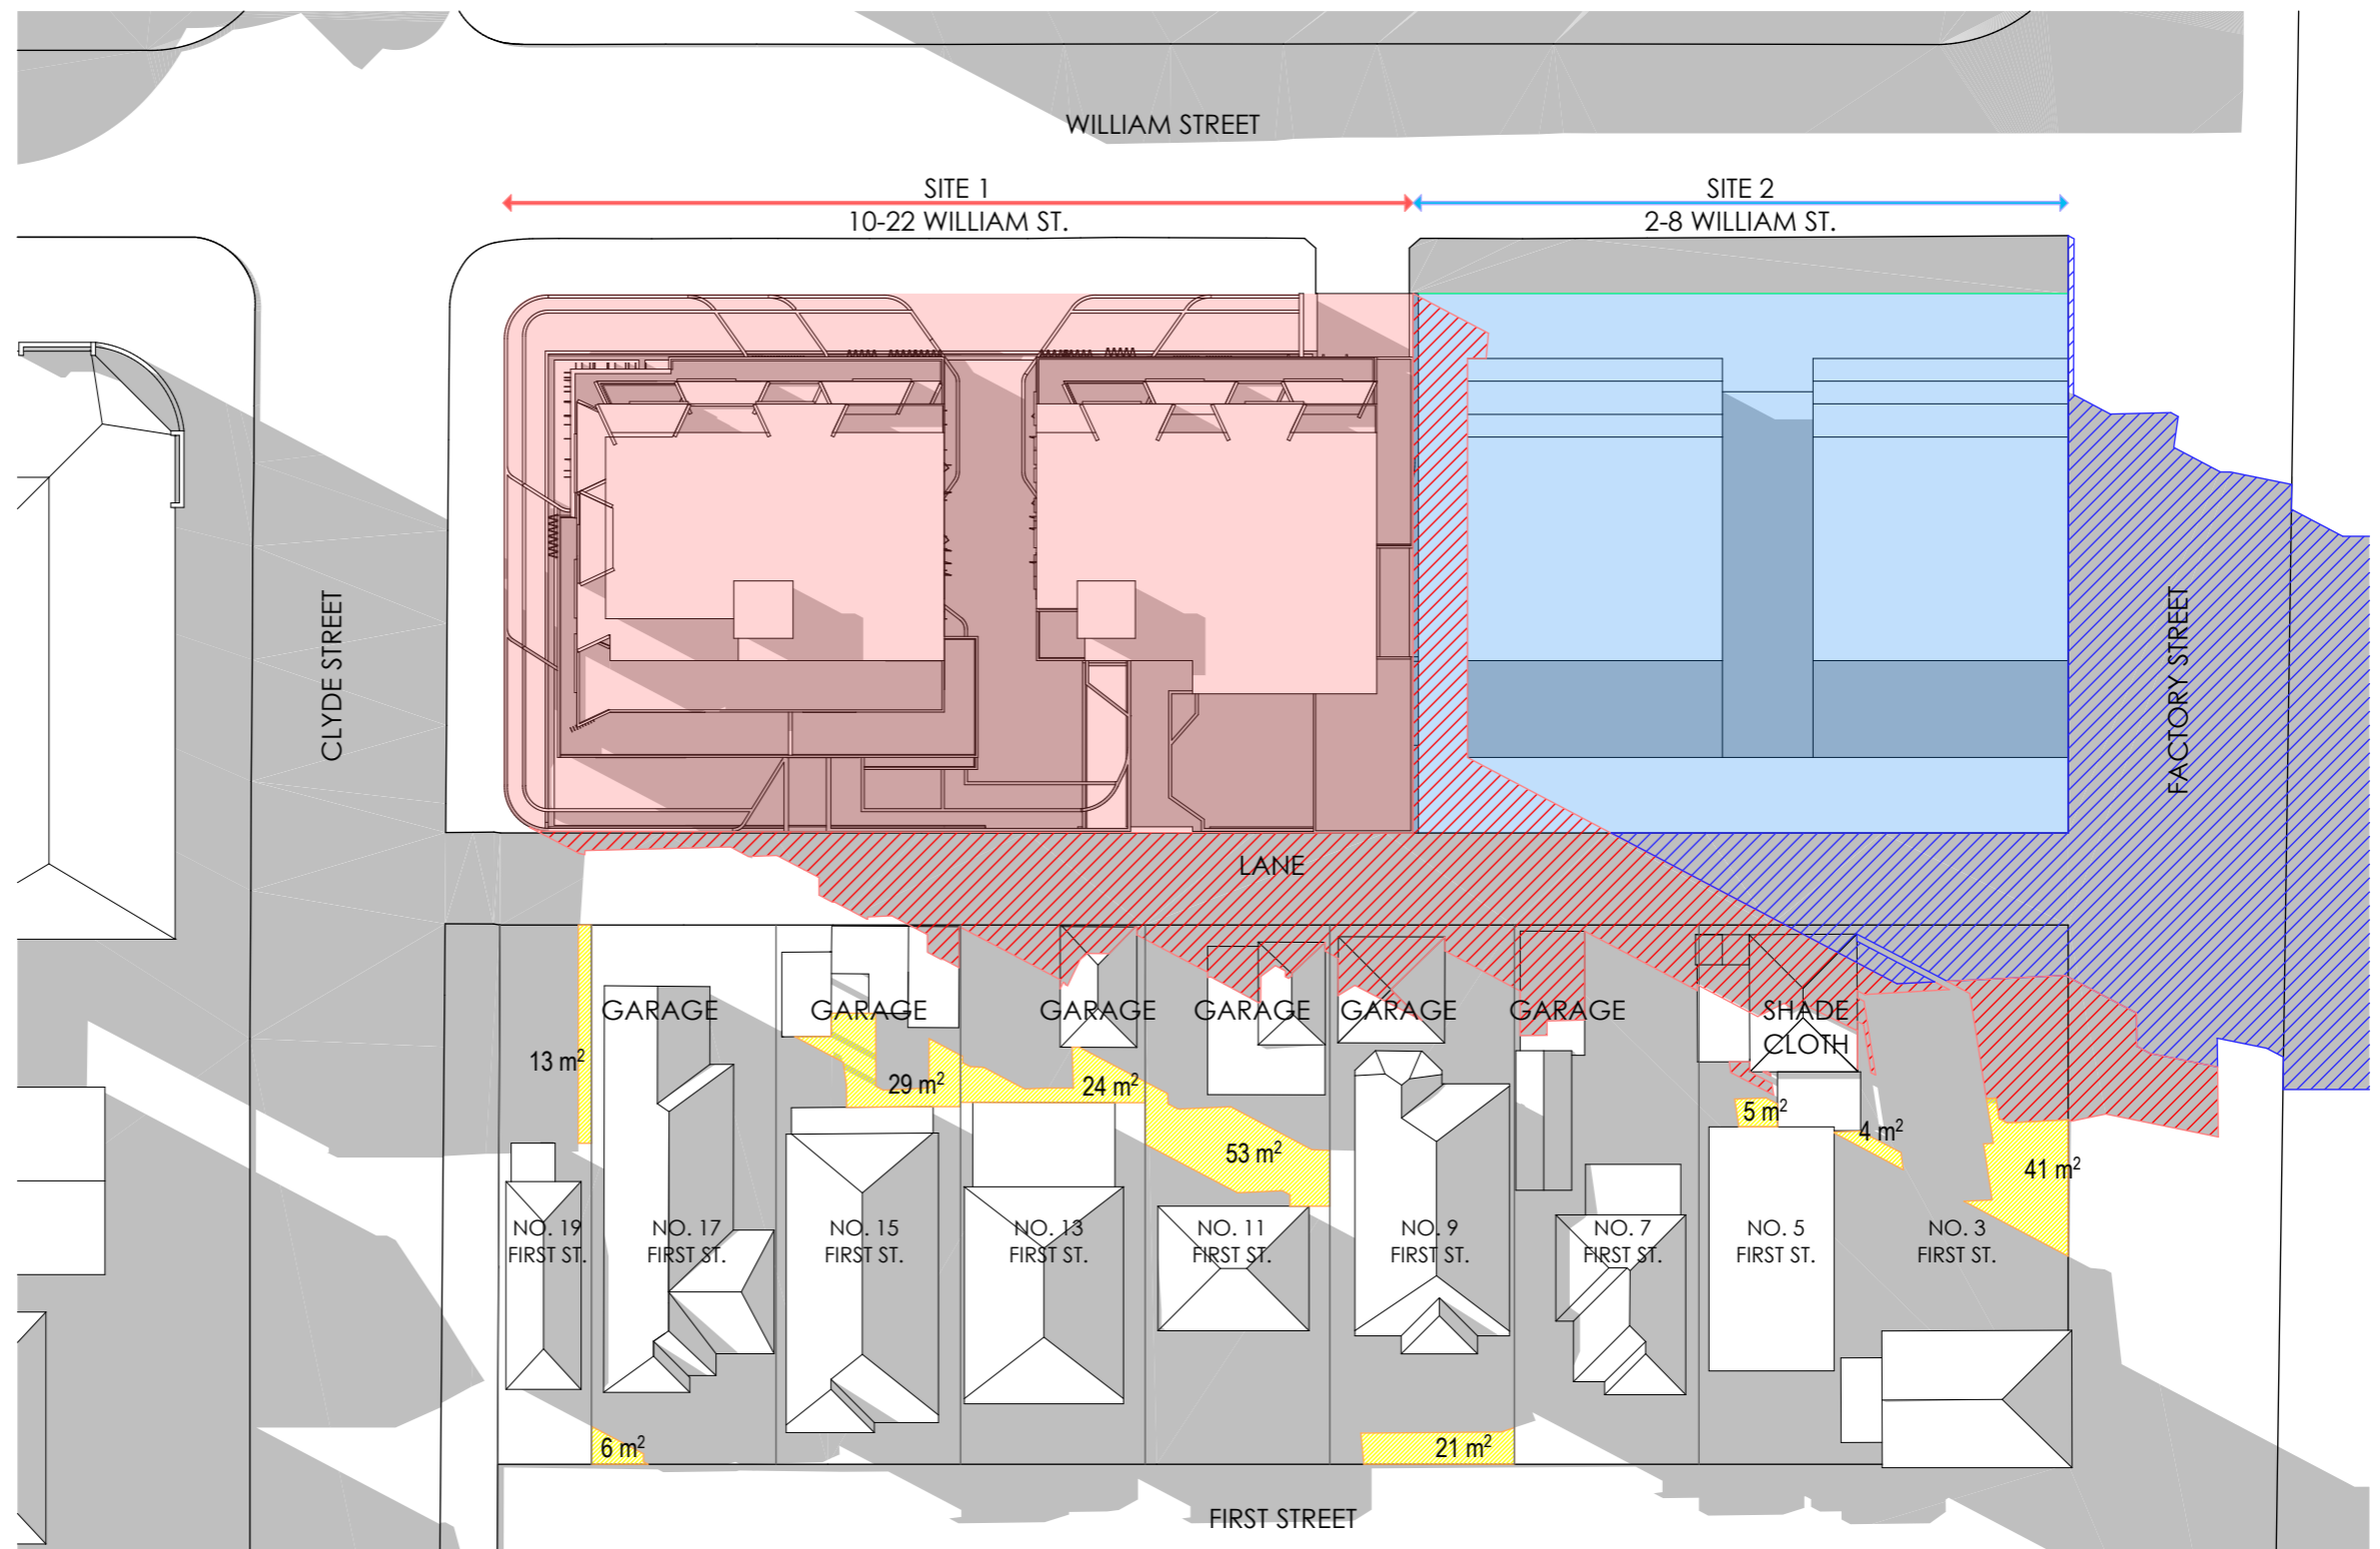 WILLIAM STREET
SITE 1
10-22 WILLIAM ST.
SITE 2
2-8 WILLIAM ST.
CLYDE STREET
FACTORY STREET
LANE
GARAGE
GARAGE
GARAGE
GARAGE
GARAGE
GARAGE
SHADE
CLOTH
13 m²
29 m²
24 m²
53 m²
5 m²
4 m²
41 m²
NO. 19
FIRST ST.
NO. 17
FIRST ST.
NO. 15
FIRST ST.
NO. 13
FIRST ST.
NO. 11
FIRST ST.
NO. 9
FIRST ST.
NO. 7
FIRST ST.
NO. 5
FIRST ST.
NO. 3
FIRST ST.
6 m²
21 m²
FIRST STREET